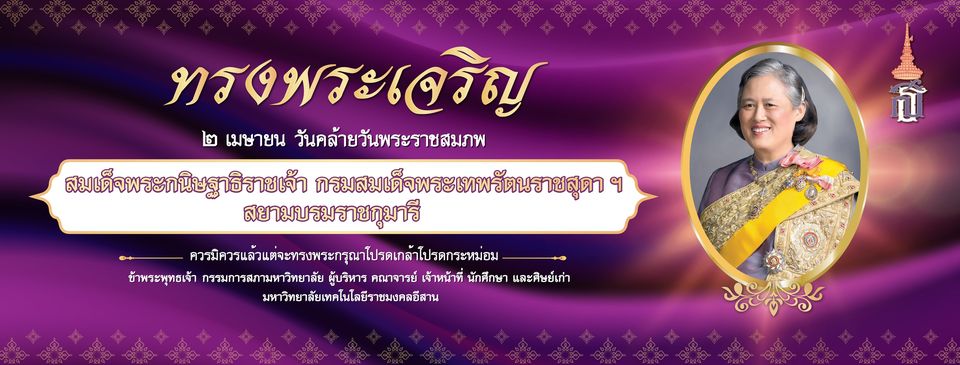 ทรงพระเจริญ
๒ เมษายน วันคล้ายวันพระราชสมภพ
สมเด็จพระกนิษฐาธิราชเจ้า กรมสมเด็จพระเทพรัตนราชสุดา ฯ
สยามบรมราชกุมารี
ควรมิควรแล้วแต่จะทรงพระกรุณาโปรดเกล้าโปรดกระหม่อม
ข้าพระพุทธเจ้า กรรมการสภามหาวิทยาลัย ผู้บริหาร คณาจารย์ เจ้าหน้าที่ นักศึกษา และศิษย์เก่า
มหาวิทยาลัยเทคโนโลยีราชมงคลอีสาน